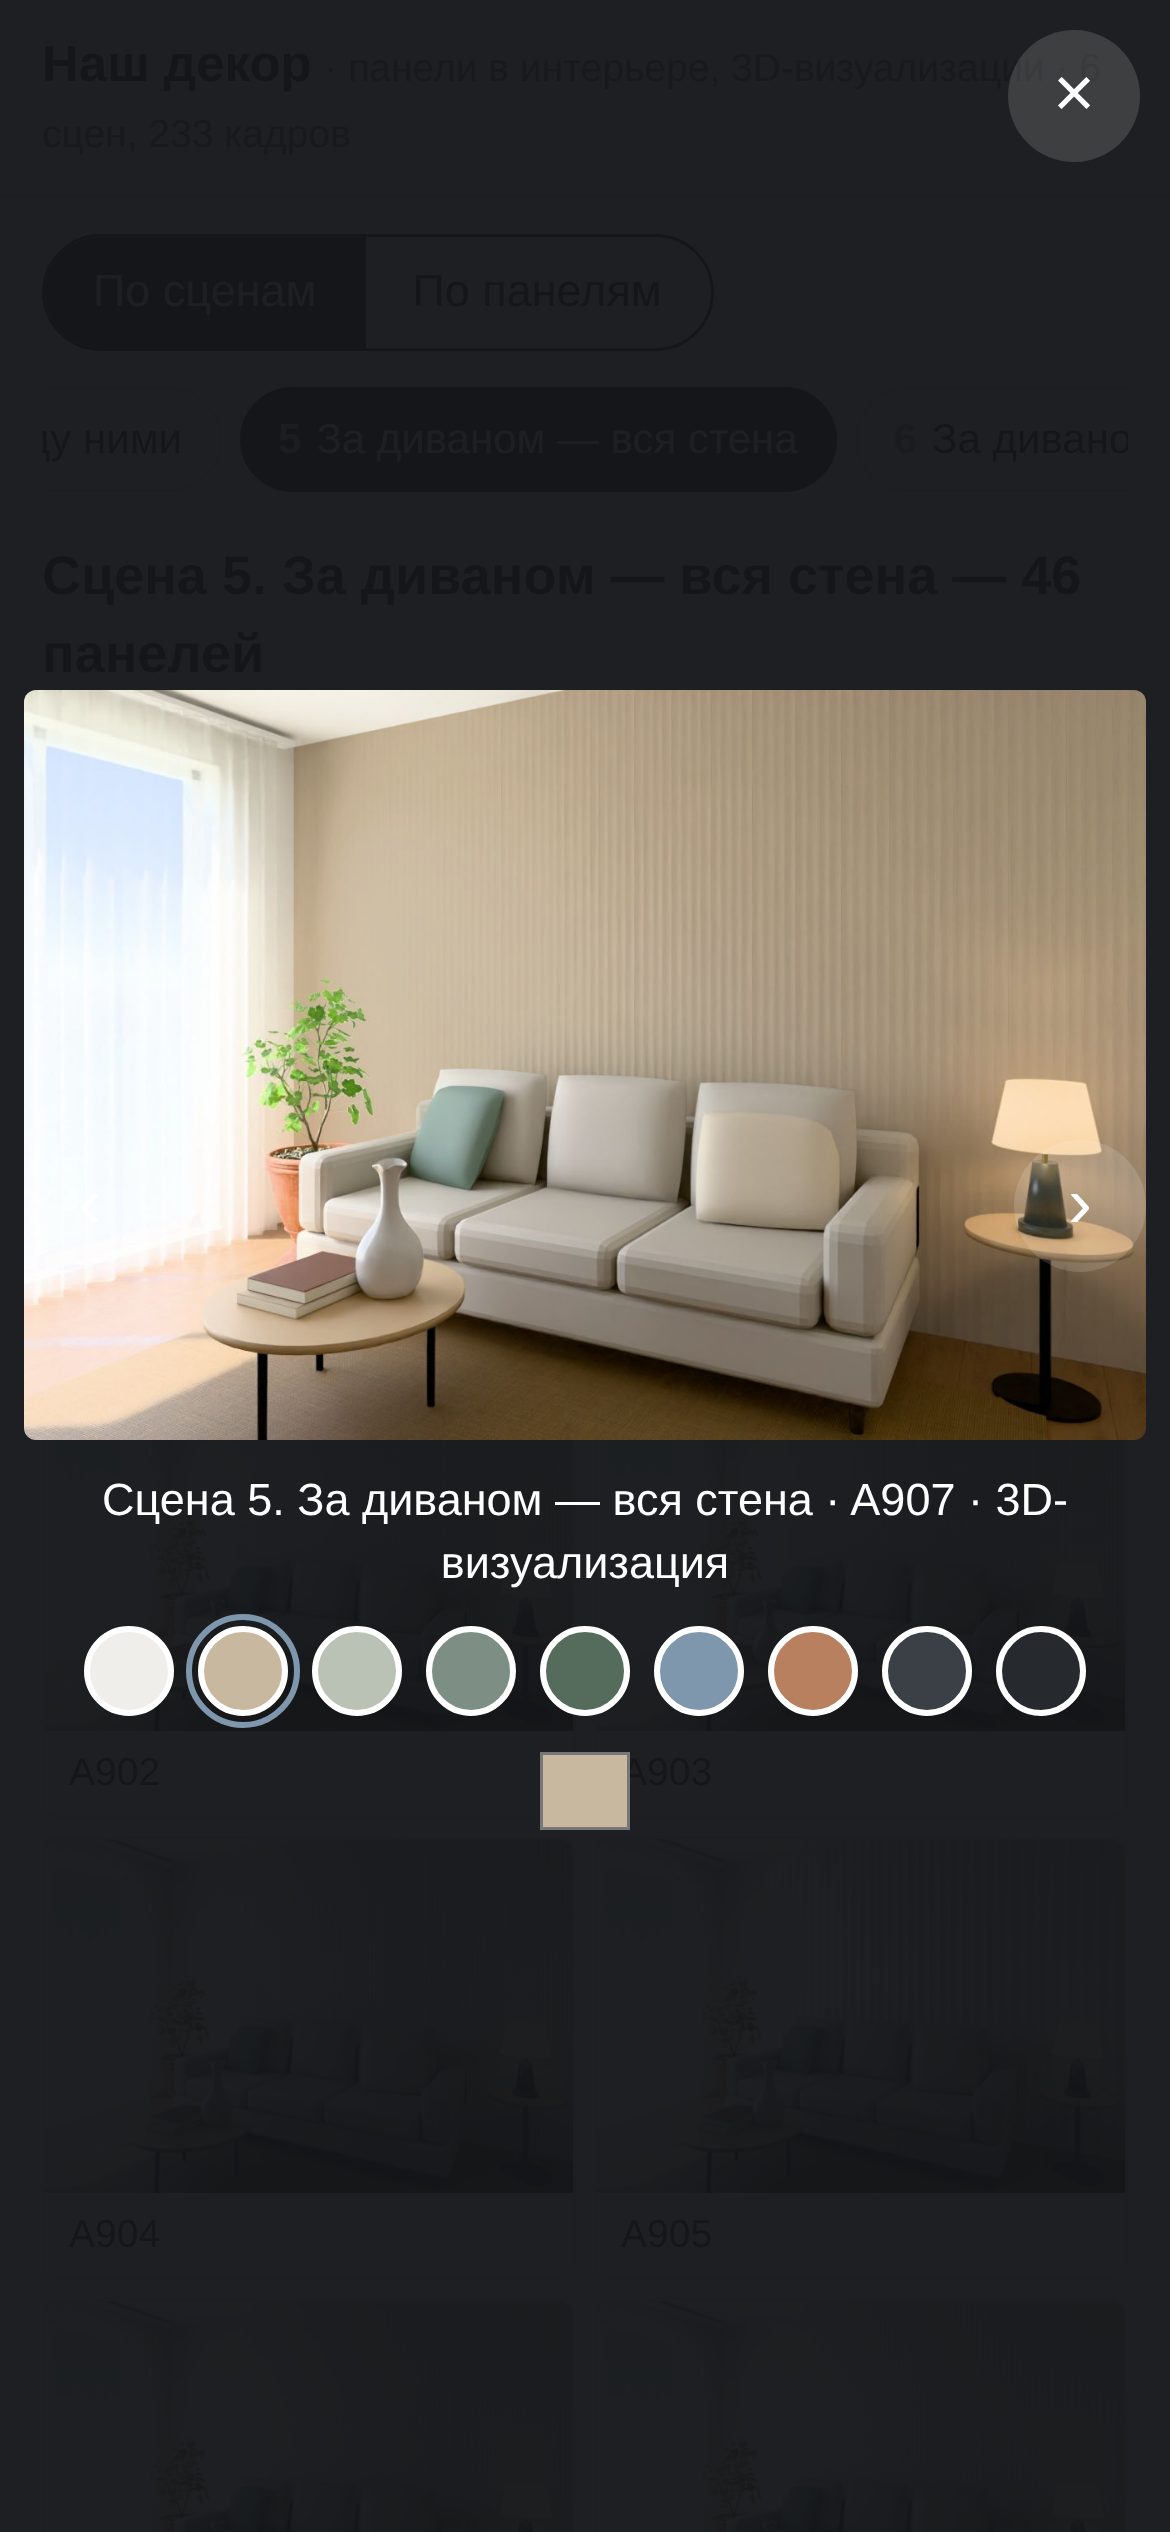 Наш декор · панели в интерьере, 3D-визуализации · 6
сцен, 233 кадров
×
По сценам
По панелям
ду ними
5 За диваном — вся стена
6 За дивано
Сцена 5. За диваном — вся стена — 46
панелей
‹
›
Сцена 5. За диваном — вся стена · A907 · 3D-
визуализация
A902
A903
A904
A905